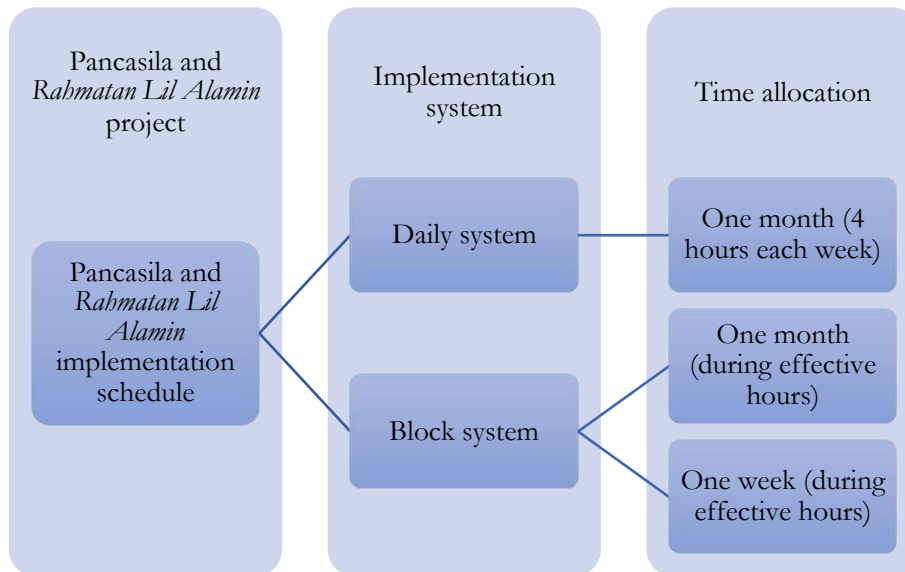 Pancasila and
Rahmatan Lil Alamin
project
Pancasila and
Rahmatan Lil
Alamin
implementation
schedule
Implementation
system
Daily system
Block system
Time allocation
One month (4
hours each week)
One month
(during effective
hours)
One week (during
effective hours)